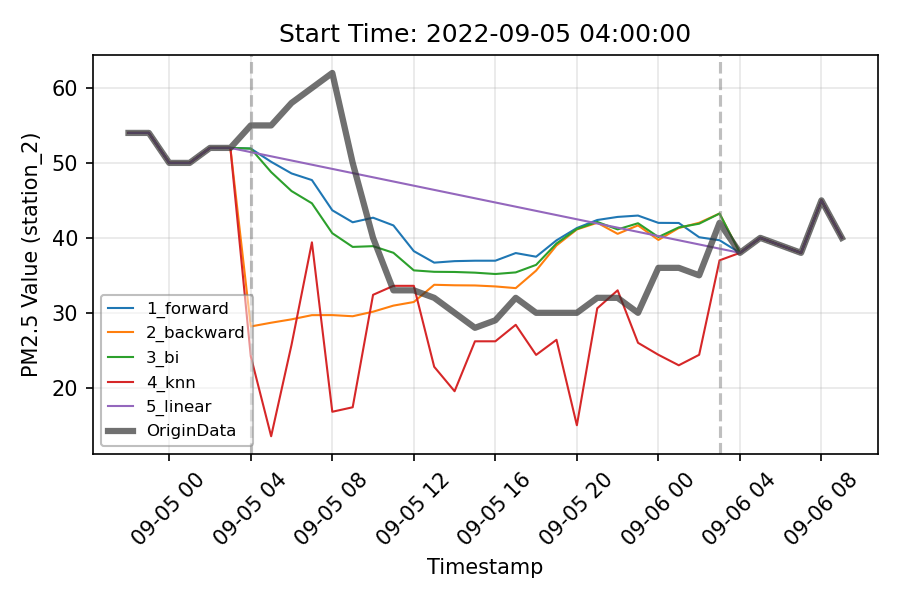 Start Time: 2022-09-05 04:00:00
PM2.5 Value (station_2)
60
50
40
30
20
1_forward
2_backward
3_bi
4_knn
5_linear
OriginData
09-05 00
09-05 04
09-05 08
09-05 12
09-05 16
09-05 20
09-06 00
09-06 04
09-06 08
Timestamp